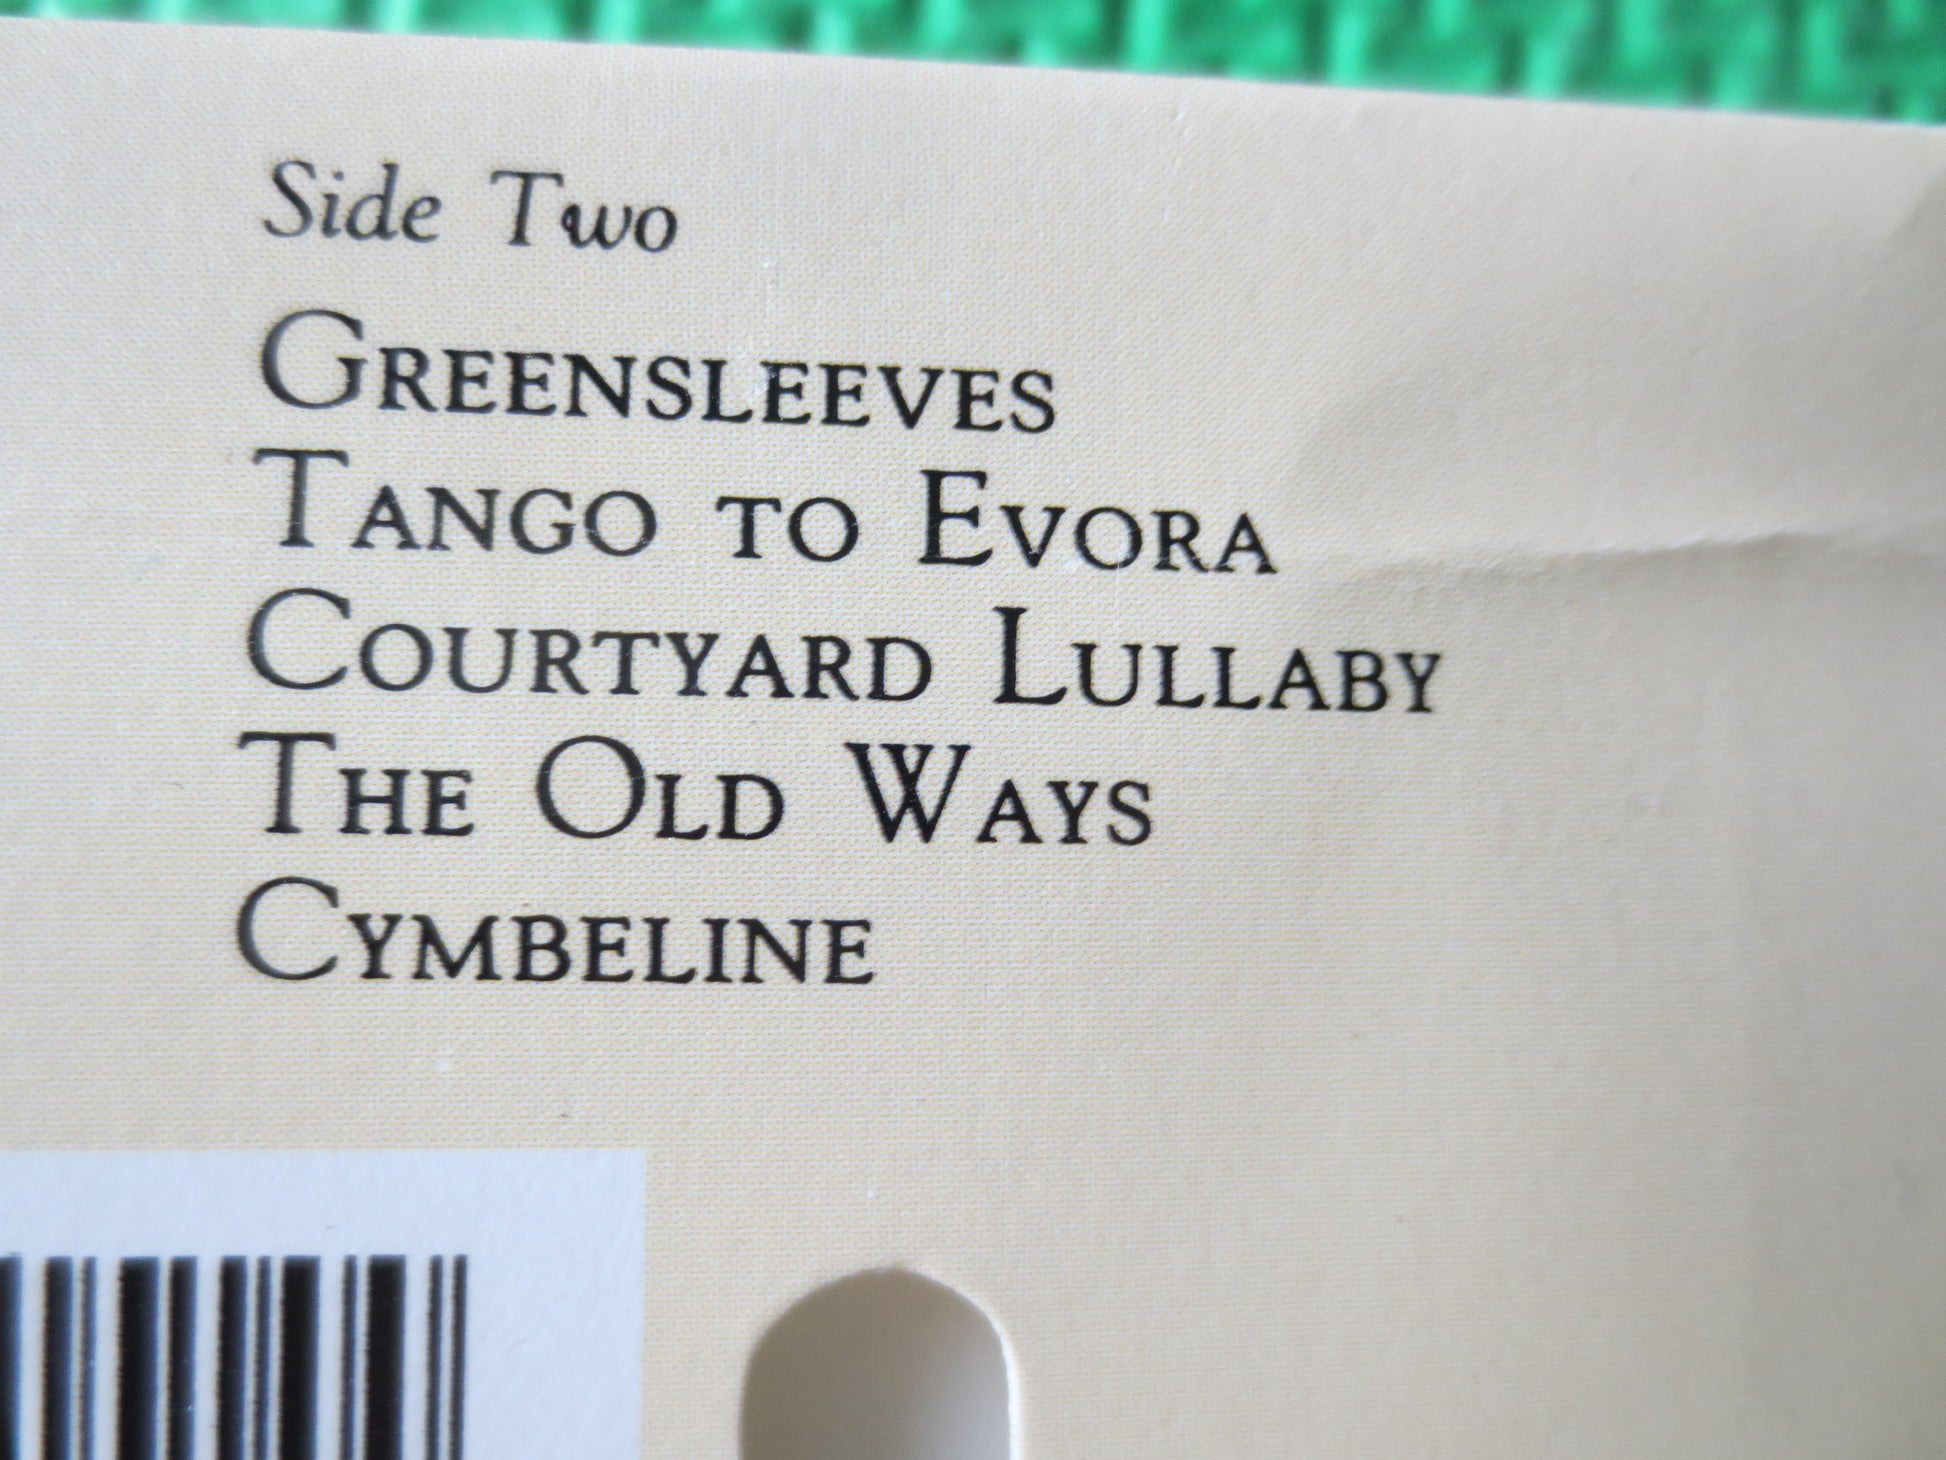 Side Two
GREENSLEEVES
TANGO TO EVORA
COURTYARD LULLABY
THE OLD WAYS
CYMBELINE